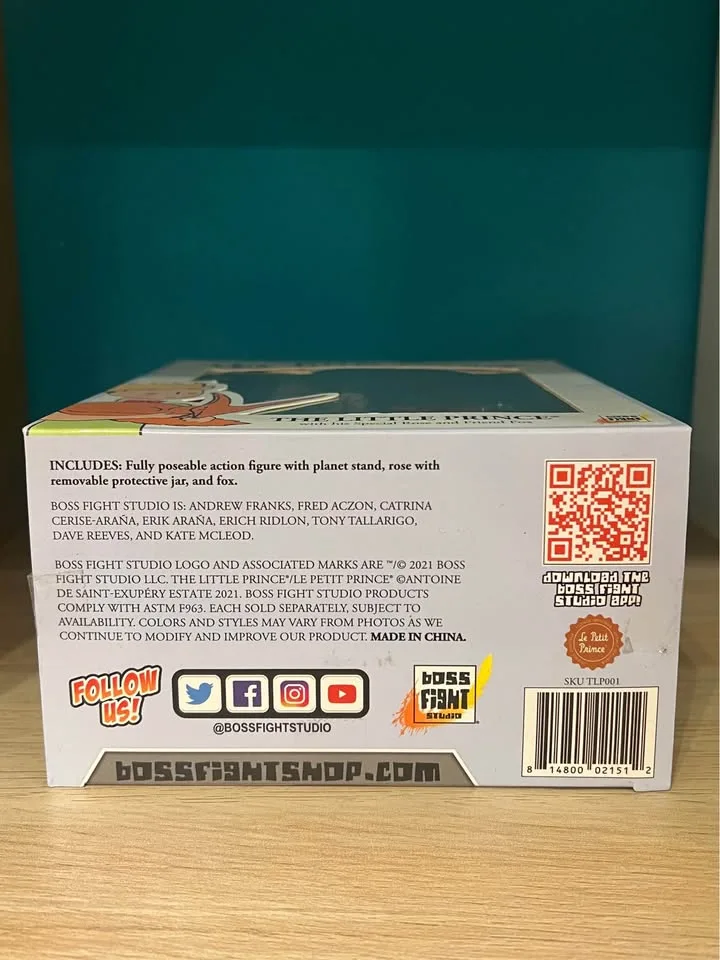 THE LITTLE PRINCE™
with his Special Rose and Friend Fox
INCLUDES: Fully poseable action figure with planet stand, rose with
removable protective jar, and fox.
BOSS FIGHT STUDIO IS: ANDREW FRANKS, FRED ACZON, CATRINA
CERISE-ARAÑA, ERIK ARAÑA, ERICH RIDLON, TONY TALLARIGO,
DAVE REEVES, AND KATE MCLEOD.
BOSS FIGHT STUDIO LOGO AND ASSOCIATED MARKS ARE ™/© 2021 BOSS
FIGHT STUDIO LLC. THE LITTLE PRINCE®/LE PETIT PRINCE® ©ANTOINE
DE SAINT-EXUPÉRY ESTATE 2021. BOSS FIGHT STUDIO PRODUCTS
COMPLY WITH ASTM F963. EACH SOLD SEPARATELY, SUBJECT TO
AVAILABILITY. COLORS AND STYLES MAY VARY FROM PHOTOS AS WE
CONTINUE TO MODIFY AND IMPROVE OUR PRODUCT. MADE IN CHINA.
DOWNLOAD THE
BOSS FIGHT
STUDIO APP!
Le Petit
Prince
SKU TLP001
FOLLOW
US!
@BOSSFIGHTSTUDIO
BOSS
FIGHT
STUDIO
8 14800 02151 2
BOSSFIGHTSHOP.COM